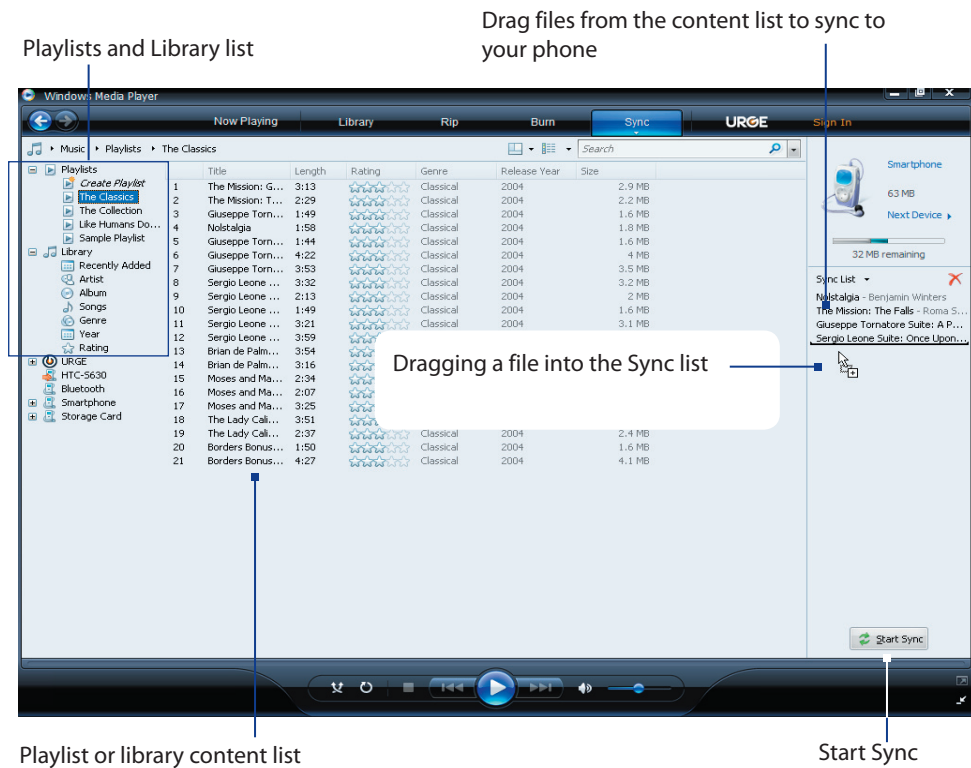 Drag files from the content list to sync to
your phone
Playlists and Library list
Windows Media Player
Now Playing Library Rip Burn Sync URGE Sign In
Music Playlists The Classics Search
Playlists
Create Playlist
The Classics
The Collection
Like Humans Do...
Sample Playlist
Library
Recently Added
Artist
Album
Songs
Genre
Year
Rating
URGE
HTC-S630
Bluetooth
Smartphone
Storage Card
Title Length Rating Genre Release Year Size
1 The Mission: G... 3:13 Classical 2004 2.9 MB
2 The Mission: T... 2:29 Classical 2004 2.2 MB
3 Giuseppe Torn... 1:49 Classical 2004 1.6 MB
4 Nolstalgia 1:58 Classical 2004 1.8 MB
5 Giuseppe Torn... 1:44 Classical 2004 1.6 MB
6 Giuseppe Torn... 4:22 Classical 2004 4 MB
7 Giuseppe Torn... 3:53 Classical 2004 3.5 MB
8 Sergio Leone ... 3:32 Classical 2004 3.2 MB
9 Sergio Leone ... 2:13 Classical 2004 2 MB
10 Sergio Leone ... 1:49 Classical 2004 1.6 MB
11 Sergio Leone ... 3:21 Classical 2004 3.1 MB
12 Sergio Leone ... 3:59
13 Brian de Palm... 3:54
14 Brian de Palm... 3:16
15 Moses and Ma... 2:34
16 Moses and Ma... 2:07
17 Moses and Ma... 3:25
18 The Lady Cali... 3:51
19 The Lady Cali... 2:37 Classical 2004 2.4 MB
20 Borders Bonus... 1:50 Classical 2004 1.6 MB
21 Borders Bonus... 4:27 Classical 2004 4.1 MB
Dragging a file into the Sync list
Smartphone
63 MB
Next Device
32 MB remaining
Sync List
Nolstalgia - Benjamin Winters
The Mission: The Falls - Roma S...
Giuseppe Tornatore Suite: A P...
Sergio Leone Suite: Once Upon...
Start Sync
Playlist or library content list
Start Sync